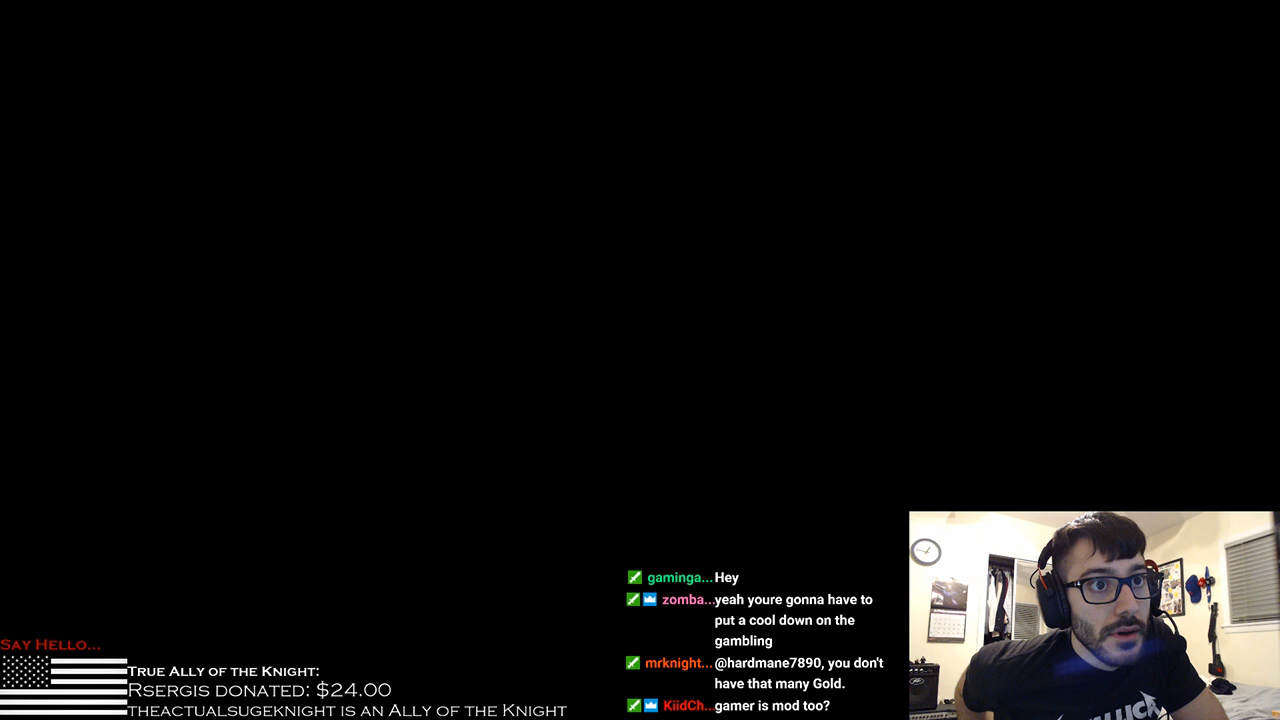 gaminga... Hey
zomba... yeah youre gonna have to
put a cool down on the
gambling
mrknight... @hardmane7890, you don't
have that many Gold.
KiidCh... gamer is mod too?
SAY HELLO...
TRUE ALLY OF THE KNIGHT:
RSERGIS DONATED: $24.00
THEACTUALSUGEKNIGHT IS AN ALLY OF THE KNIGHT